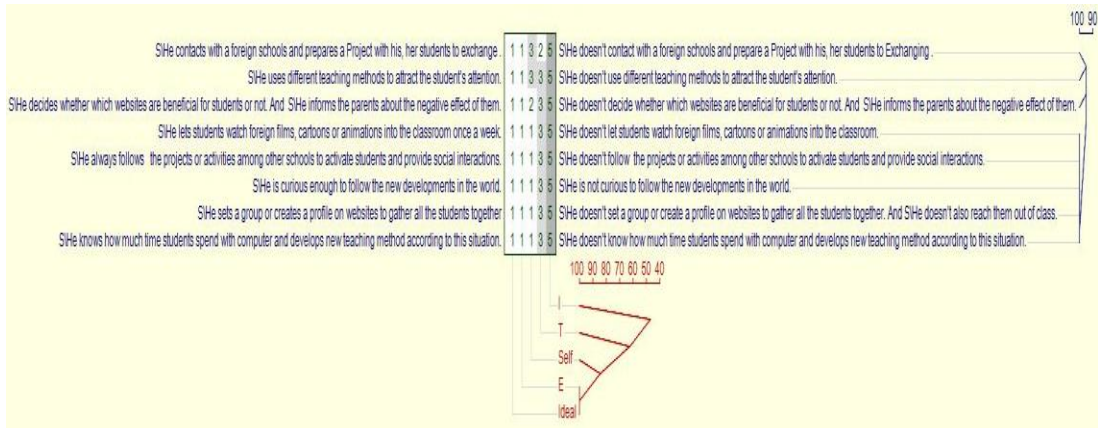 100 90
S\He contacts with a foreign schools and prepares a Project with his, her students to exchange . 1 1 3 2 5 S\He doesn't contact with a foreign schools and prepare a Project with his, her students to Exchanging .
S\He uses different teaching methods to attract the student's attention. 1 1 3 3 5 S\He doesn't use different teaching methods to attract the student's attention.
S\He decides whether which websites are beneficial for students or not. And S\He informs the parents about the negative effect of them. 1 1 2 3 5 S\He doesn't decide whether which websites are beneficial for students or not. And S\He informs the parents about the negative effect of them.
S\He lets students watch foreign films, cartoons or animations into the classroom once a week. 1 1 1 3 5 S\He doesn't let students watch foreign films, cartoons or animations into the classroom.
S\He always follows the projects or activities among other schools to activate students and provide social interactions. 1 1 1 3 5 S\He doesn't follow the projects or activities among other schools to activate students and provide social interactions.
S\He is curious enough to follow the new developments in the world. 1 1 1 3 5 S\He is not curious to follow the new developments in the world.
S\He sets a group or creates a profile on websites to gather all the students together 1 1 1 3 5 S\He doesn't set a group or create a profile on websites to gather all the students together. And S\He doesn't also reach them out of class.
S\He knows how much time students spend with computer and develops new teaching method according to this situation. 1 1 1 3 5 S\He doesn't know how much time students spend with computer and develops new teaching method according to this situation.
100 90 80 70 60 50 40
I
T
Self
E
Ideal